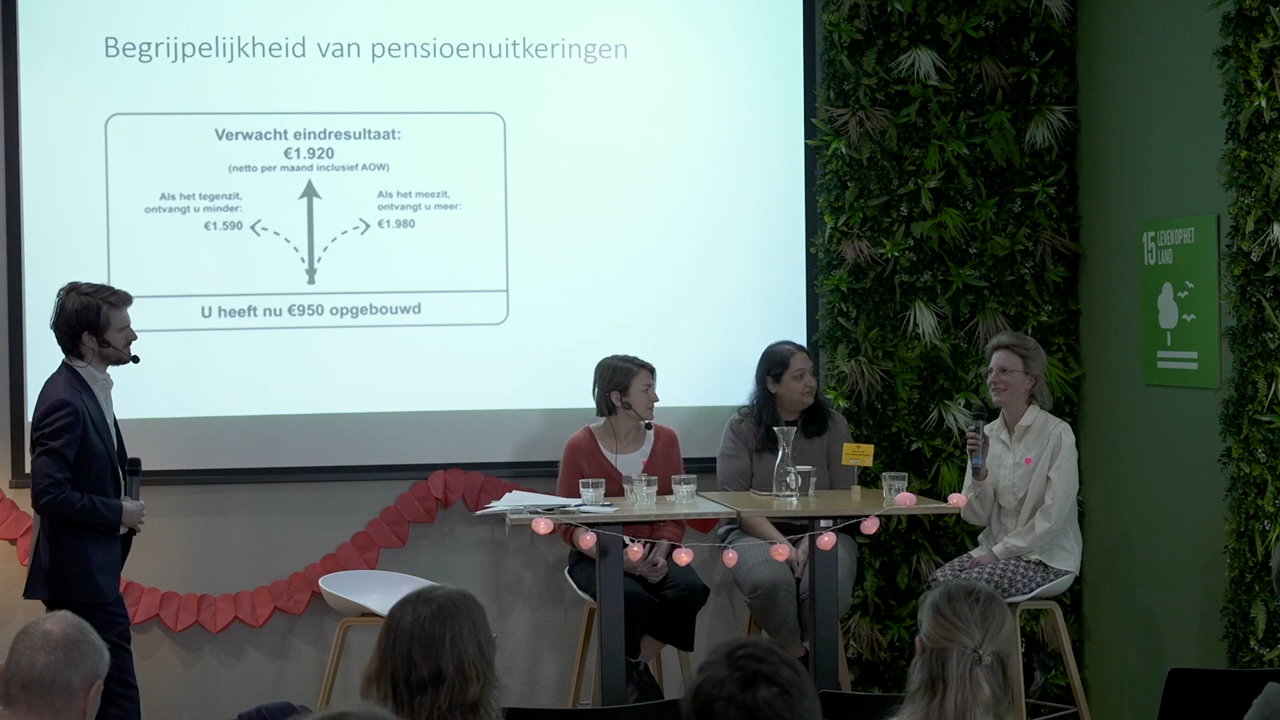 Begrijpelijkheid van pensioenuitkeringen
Verwacht eindresultaat:
€1.920
(netto per maand inclusief AOW)
Als het tegenzit,
ontvangt u minder:
€1.590
Als het meezit,
ontvangt u meer:
€1.980
U heeft nu €950 opgebouwd
15 LEVEN OP HET
LAND